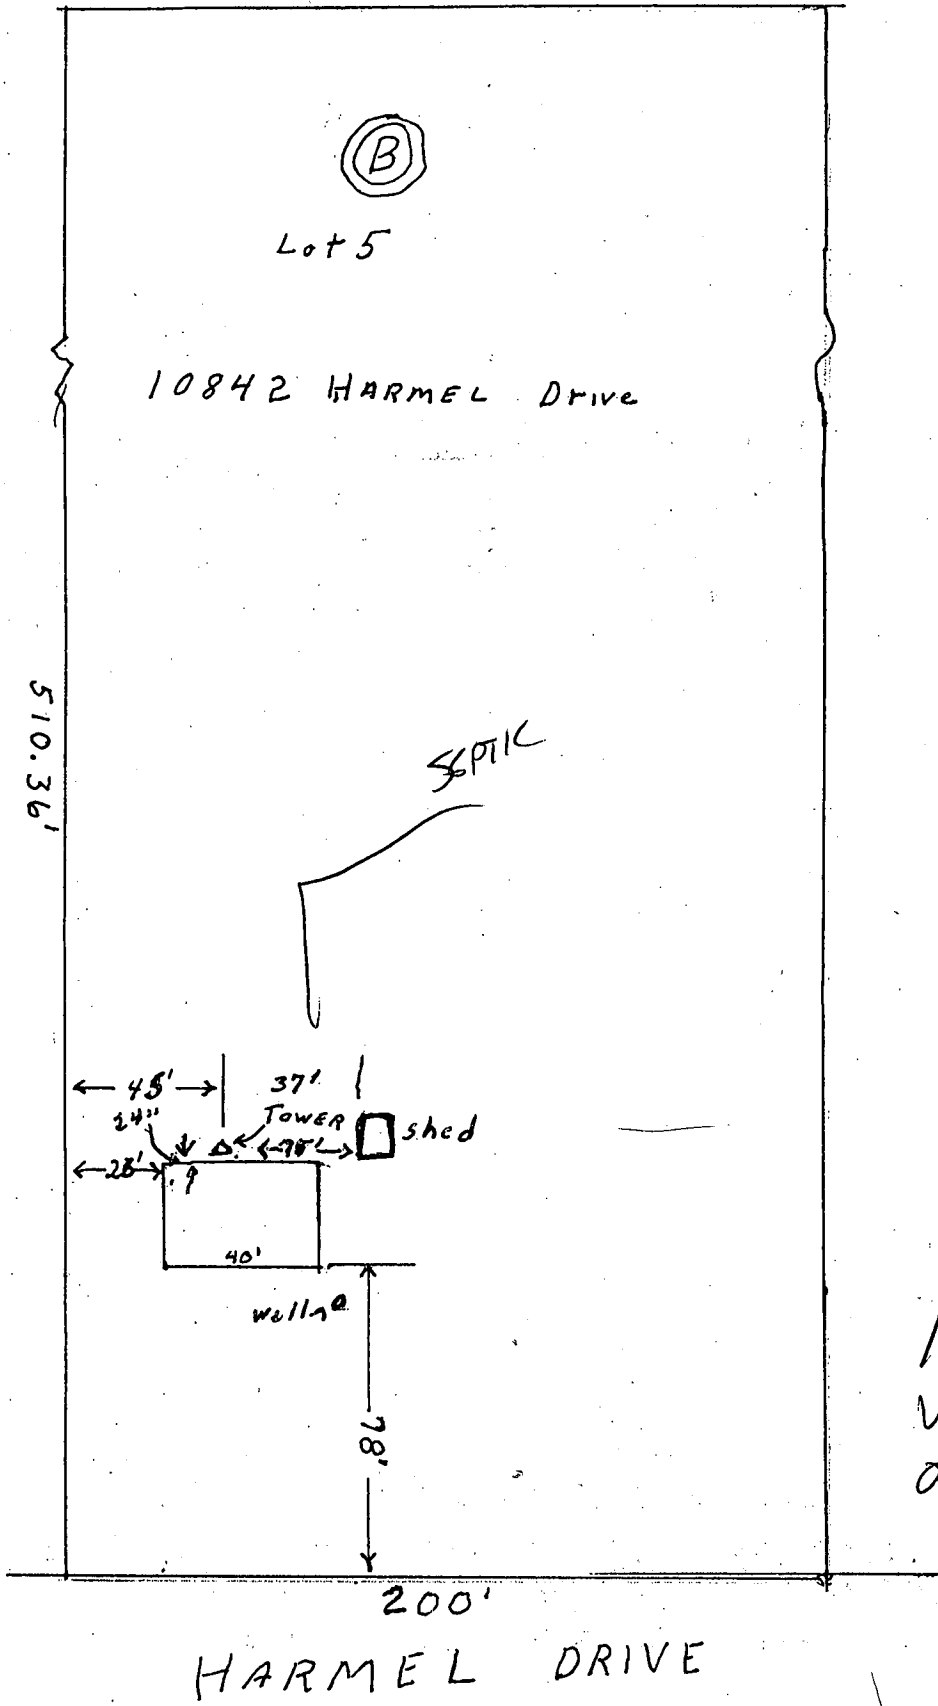 B
Lot 5
10842 HARMEL Drive
510.36'
SEPTIC
45' 37'
24" TOWER
shed
28'
40'
well
78'
200'
HARMEL DRIVE